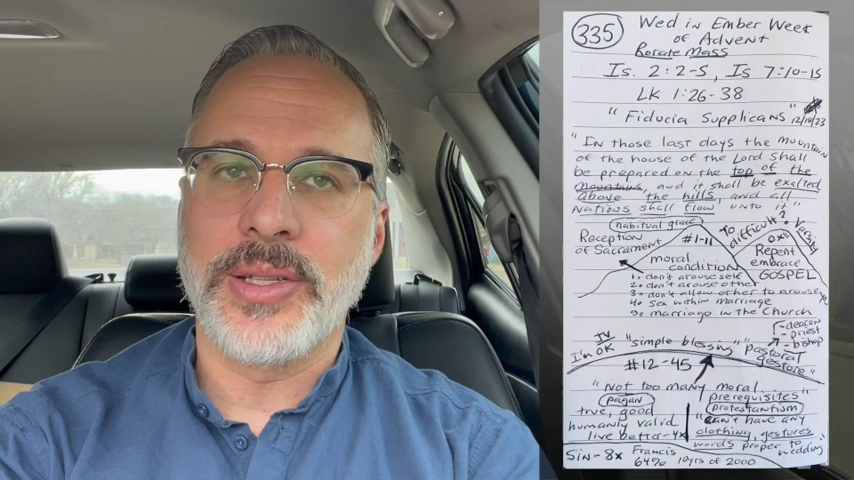 335
Wed in Ember Week
of Advent
Rorate Mass
Is. 2:2-5, Is 7:10-15
LK 1:26-38
"Fiducia Supplicans"
12/18/23
"In those last days the mountain
of the house of the Lord shall
be prepared on the top of the
mountains, and it shall be exalted
above the hills, and all
Nations shall flow unto it"
habitual grace
Reception
of Sacrament
#1-11
To difficult?
moral
condition
Repent
embrace
GOSPEL
1. don't arouse self
2. don't arouse other
3. don't allow other to arouse
4. Sex within marriage
5. marriage in the Church
I'm OK
"simple blessing"
deacon
priest
bishop
"Pastoral
gesture"
#12-45
"Not too many moral
prerequisites"
pagan
true, good
humanly valid
live better-4x
protestantism
"Can't have any
clothing, gestures
words proper to
wedding"
Sin-8x
Francis
64%
10yrs of 2000